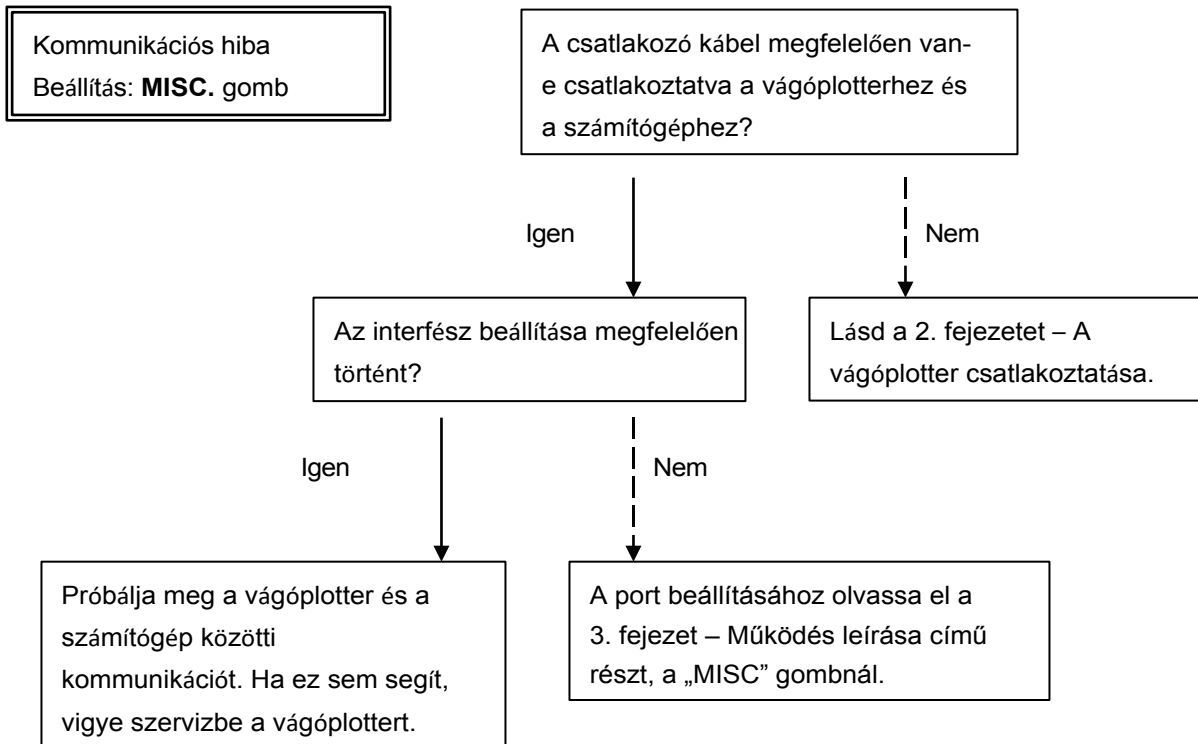 Kommunikációs hiba
Beállítás: MISC. gomb
A csatlakozó kábel megfelelően van-
e csatlakoztatva a vágóplotterhez és
a számítógéphez?
Igen
Nem
Az interfész beállítása megfelelően
történt?
Lásd a 2. fejezetet – A
vágóplotter csatlakoztatása.
Igen
Nem
Próbálja meg a vágóplotter és a
számítógép közötti
kommunikációt. Ha ez sem segít,
vigye szervizbe a vágóplottert.
A port beállításához olvassa el a
3. fejezet – Működés leírása című
részt, a „MISC” gombnál.